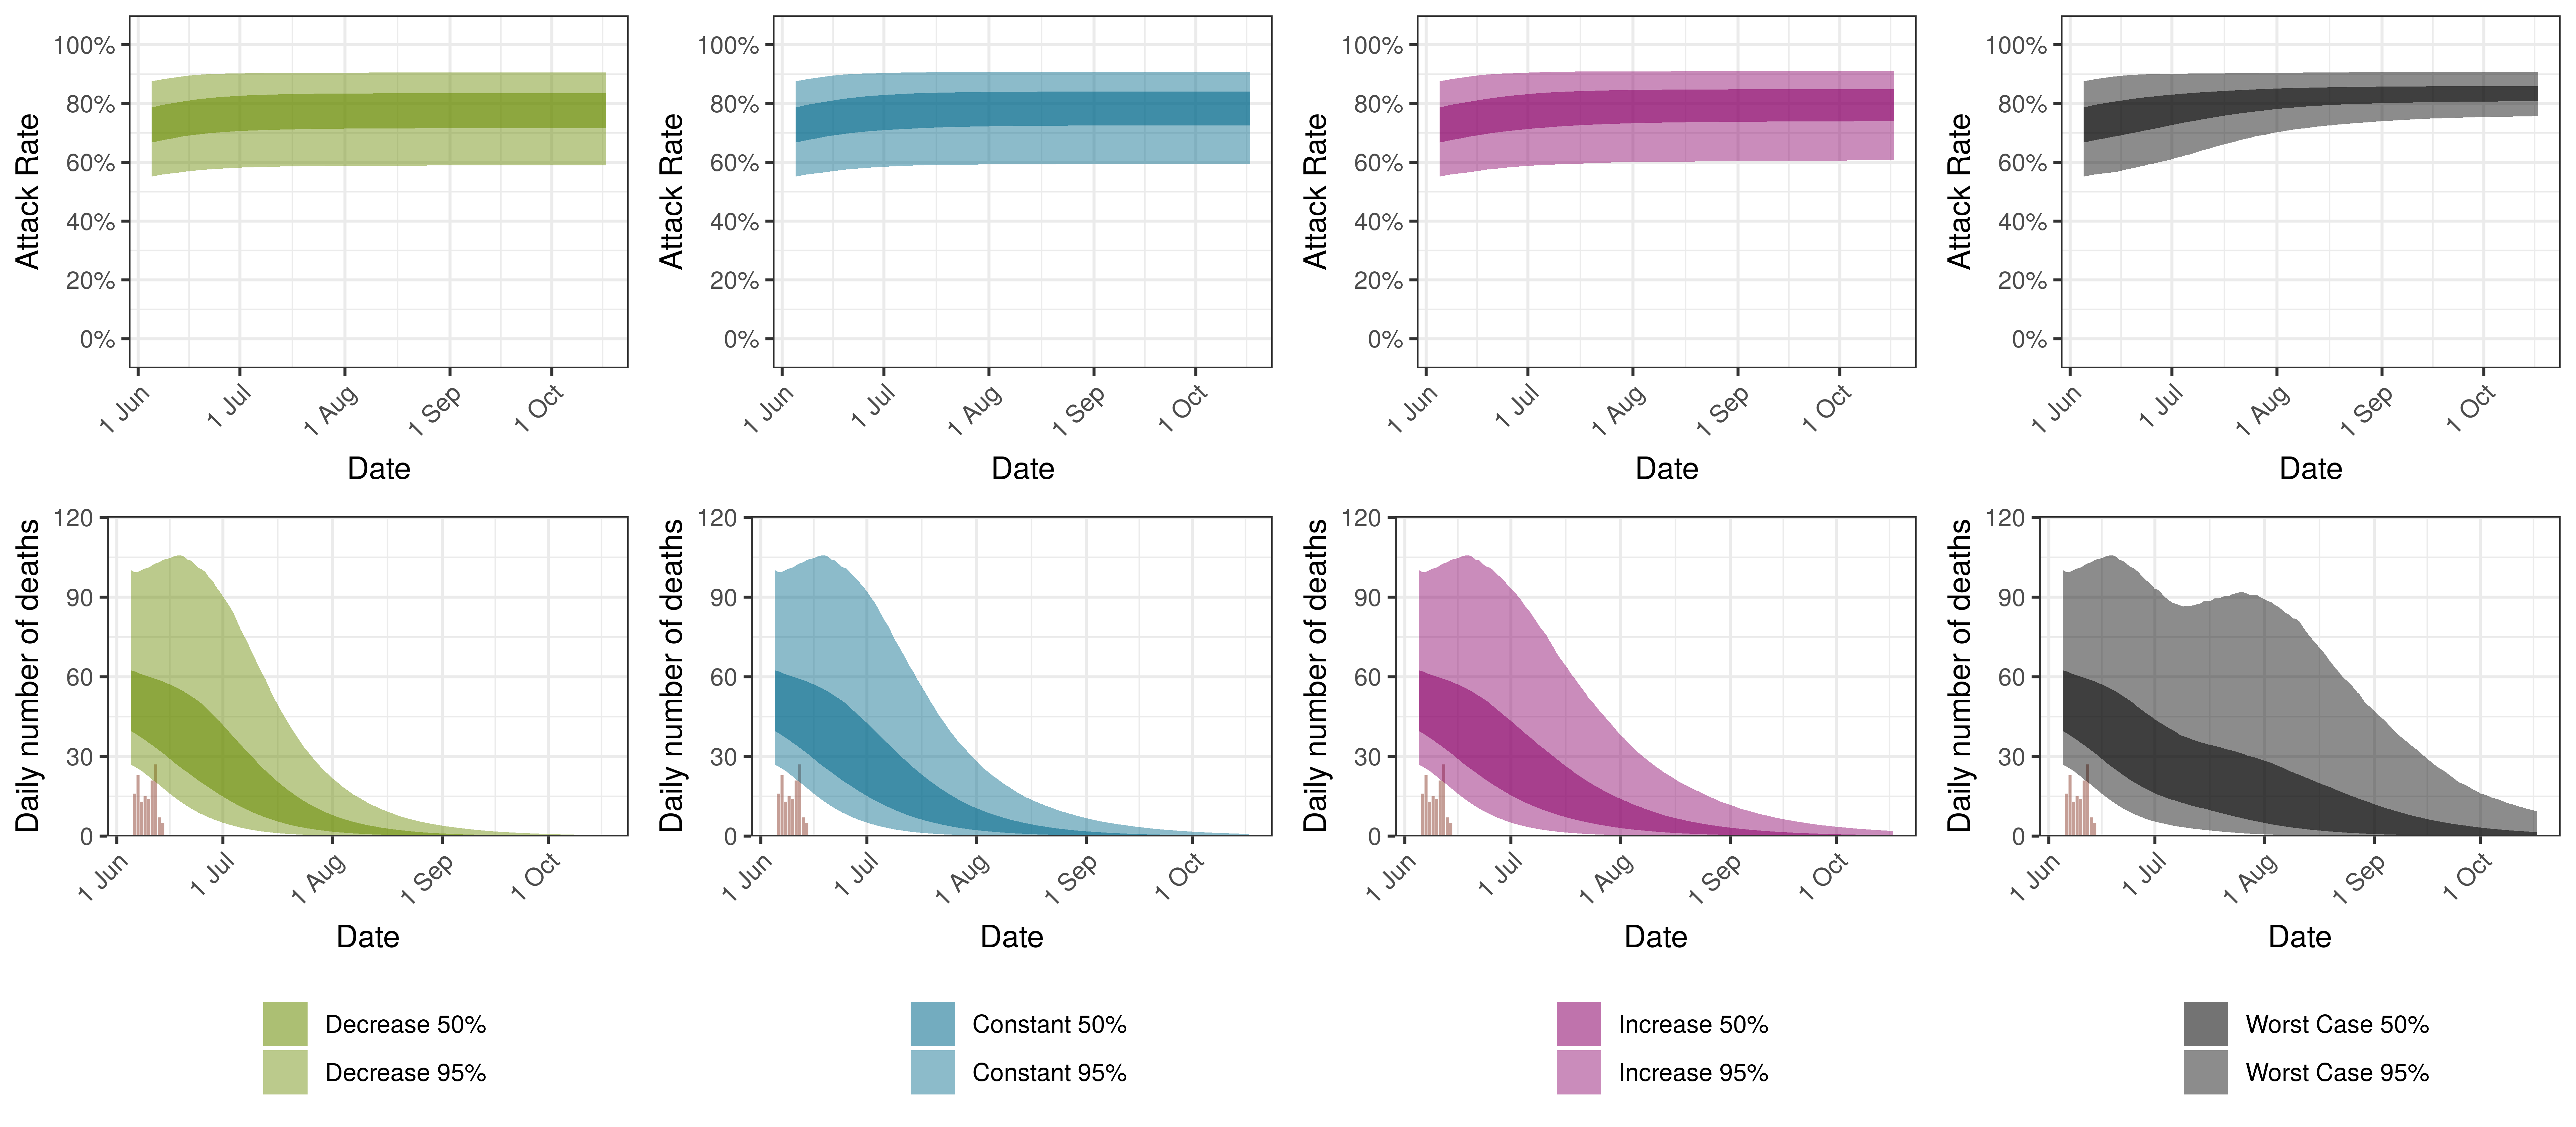 100%
80%
60%
40%
20%
0%
Attack Rate
1 Jun
1 Jul
1 Aug
1 Sep
1 Oct
Date
100%
80%
60%
40%
20%
0%
Attack Rate
1 Jun
1 Jul
1 Aug
1 Sep
1 Oct
Date
100%
80%
60%
40%
20%
0%
Attack Rate
1 Jun
1 Jul
1 Aug
1 Sep
1 Oct
Date
100%
80%
60%
40%
20%
0%
Attack Rate
1 Jun
1 Jul
1 Aug
1 Sep
1 Oct
Date
120
90
60
30
0
Daily number of deaths
1 Jun
1 Jul
1 Aug
1 Sep
1 Oct
Date
120
90
60
30
0
Daily number of deaths
1 Jun
1 Jul
1 Aug
1 Sep
1 Oct
Date
120
90
60
30
0
Daily number of deaths
1 Jun
1 Jul
1 Aug
1 Sep
1 Oct
Date
120
90
60
30
0
Daily number of deaths
1 Jun
1 Jul
1 Aug
1 Sep
1 Oct
Date
Decrease 50%
Decrease 95%
Constant 50%
Constant 95%
Increase 50%
Increase 95%
Worst Case 50%
Worst Case 95%